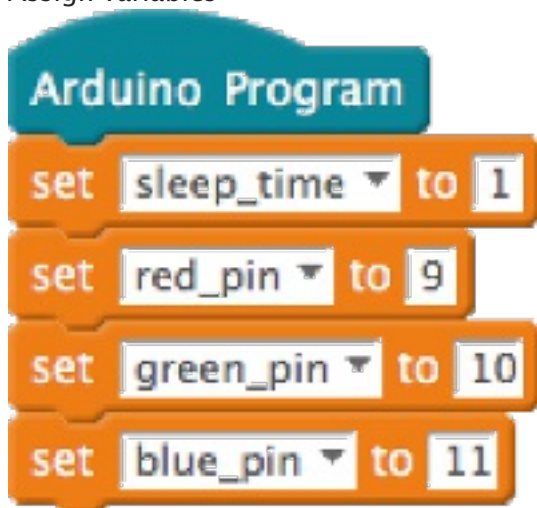 Assign Variables
Arduino Program
set sleep_time to 1
set red_pin to 9
set green_pin to 10
set blue_pin to 11